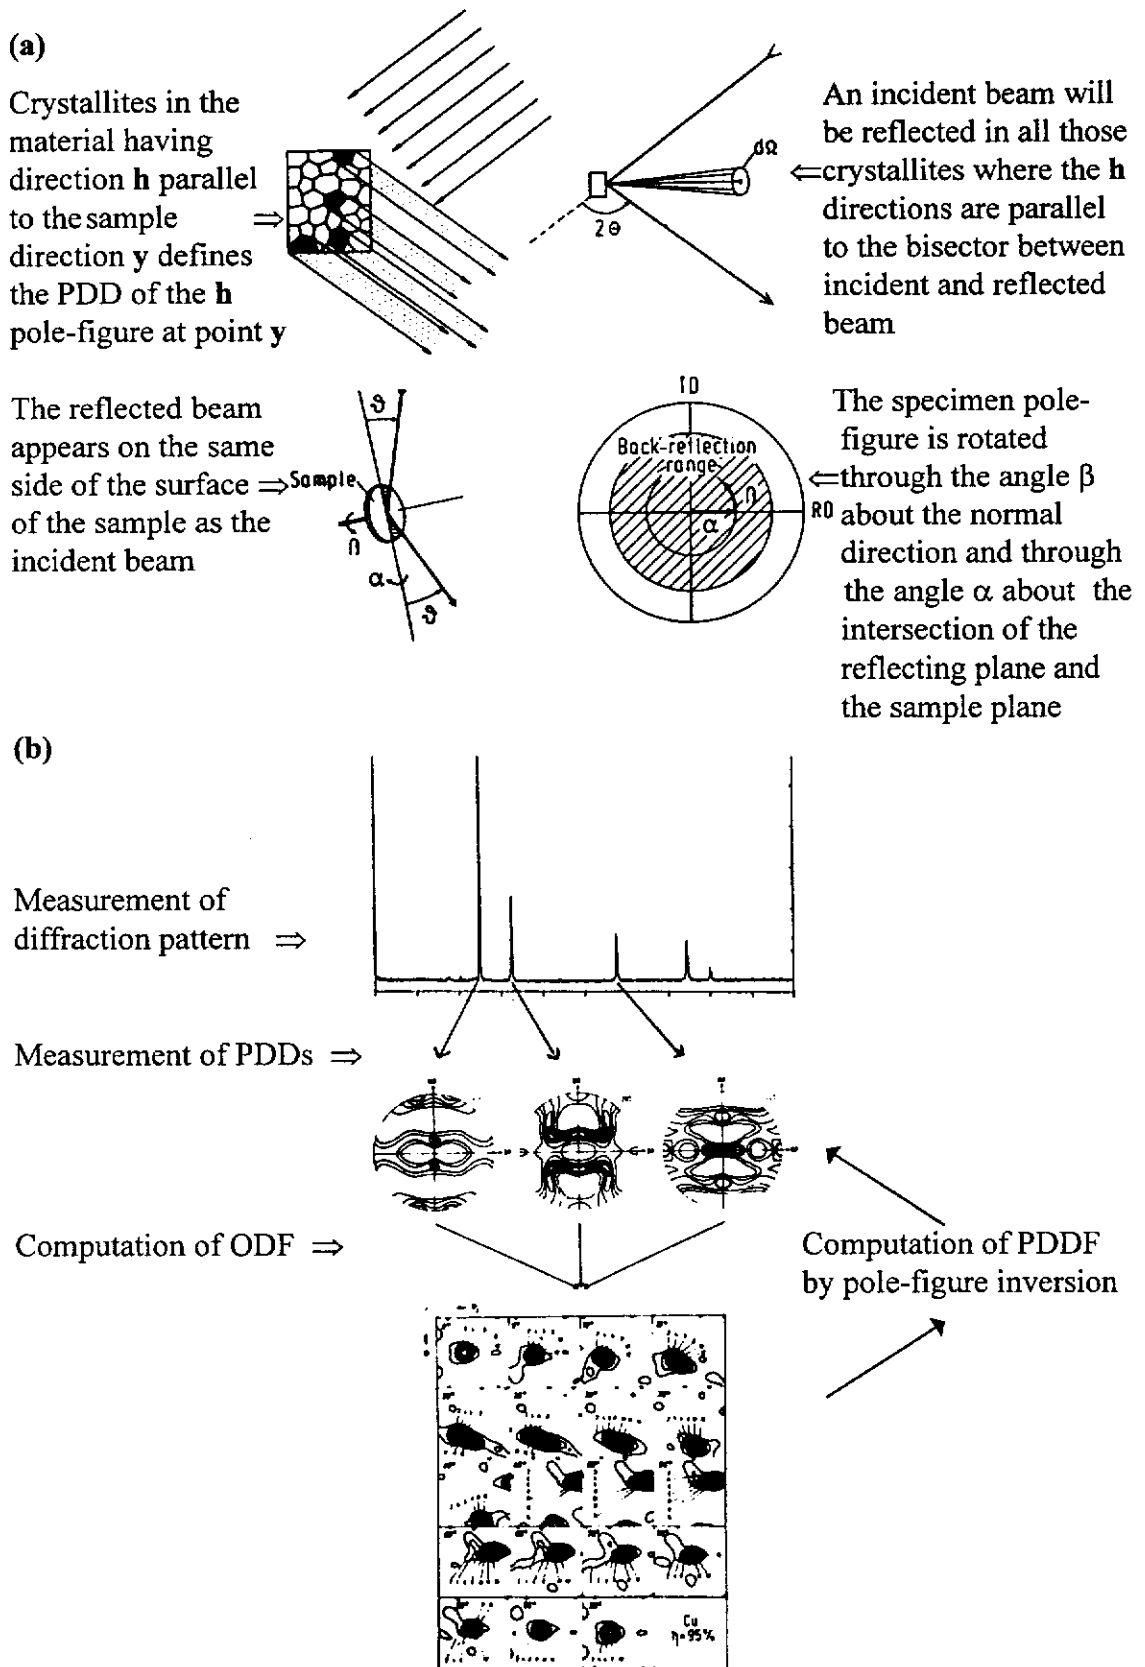 (a)
Crystallites in the
material having
direction h parallel
to the sample ⇒
direction y defines
the PDD of the h
pole-figure at point y
dΩ
2θ
An incident beam will
be reflected in all those
⇐crystallites where the h
directions are parallel
to the bisector between
incident and reflected
beam
The reflected beam
appears on the same
side of the surface ⇒
of the sample as the
incident beam
ϑ
Sample
α
ϑ
TD
Back-reflection
range
β
α
RD
The specimen pole-
figure is rotated
⇐through the angle β
about the normal
direction and through
the angle α about the
intersection of the
reflecting plane and
the sample plane
(b)
Measurement of
diffraction pattern ⇒
Measurement of PDDs ⇒
Computation of ODF ⇒
Computation of PDDF
by pole-figure inversion
Cu
η=95%